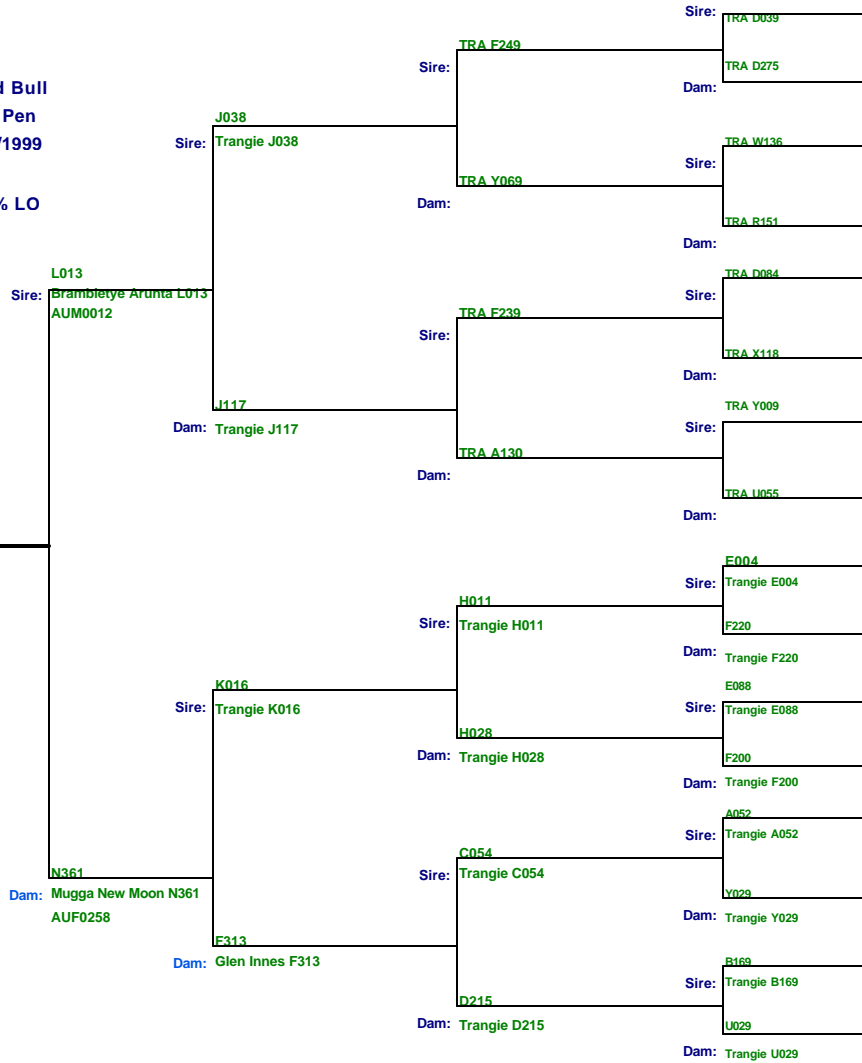 Sire: TRA D039
TRA F249
Sire:
TRA D275
Dam:
d Bull
Pen
/1999
% LO
J038
Sire: Trangie J038
TRA W136
Sire:
TRA Y069
Dam:
TRA R151
Dam:
L013
Sire: Brambletye Arunta L013
AUM0012
TRA D084
Sire:
TRA F239
Sire:
TRA X118
Dam:
J117
Dam: Trangie J117
TRA Y009
Sire:
TRA A130
Dam:
TRA U055
Dam:
E004
Sire: Trangie E004
H011
Sire: Trangie H011
F220
Dam: Trangie F220
K016
Sire: Trangie K016
E088
Sire: Trangie E088
H028
Dam: Trangie H028
F200
Dam: Trangie F200
A052
Sire: Trangie A052
C054
Sire: Trangie C054
N361
Dam: Mugga New Moon N361
AUF0258
Y029
Dam: Trangie Y029
F313
Dam: Glen Innes F313
B169
Sire: Trangie B169
D215
Dam: Trangie D215
U029
Dam: Trangie U029